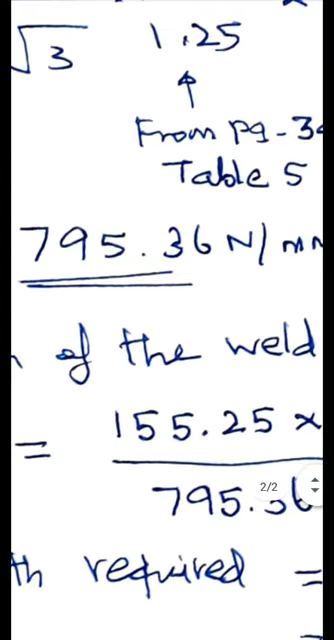 √3 1.25
↑
From pg - 3
Table 5
795.36 N/
of the weld
= 155.25 ×
795.36
2/2
required =